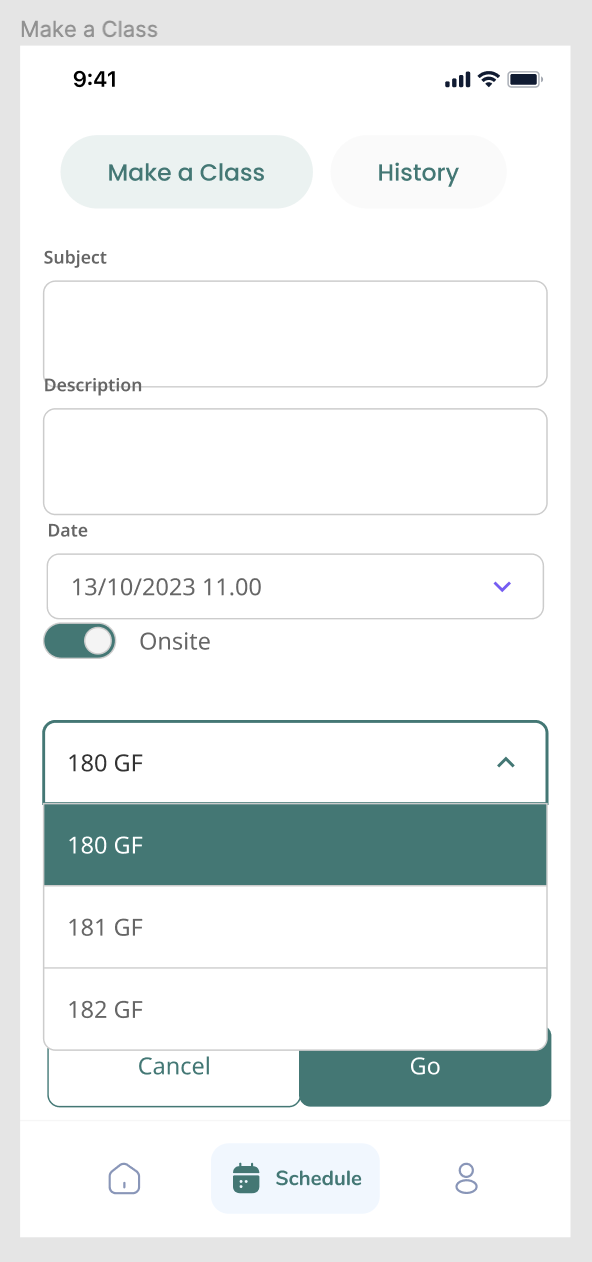 Make a Class
9:41
Make a Class
History
Subject
Description
Date
13/10/2023 11.00
Onsite
180 GF
180 GF
181 GF
182 GF
Cancel
Go
Schedule